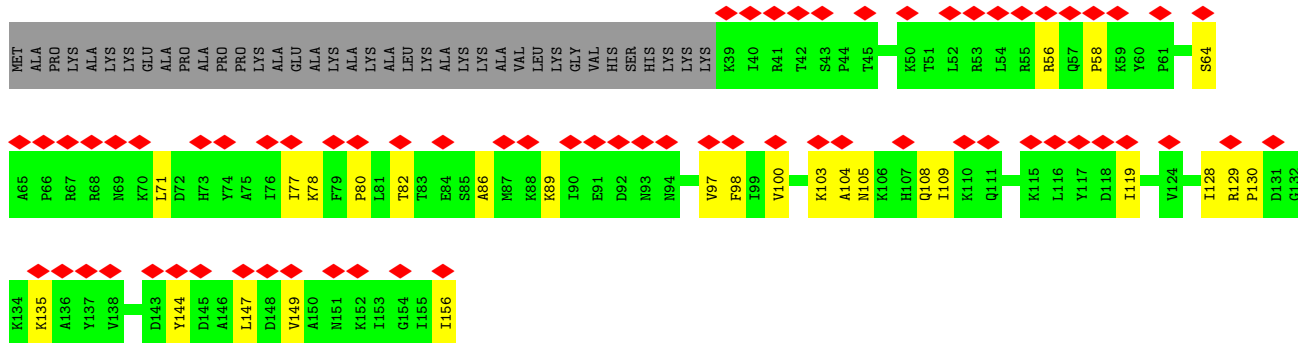 MET ALA PRO LYS ALA LYS LYS GLU ALA PRO ALA PRO PRO LYS ALA GLU ALA LYS ALA LYS ALA LEU LYS ALA LYS LYS ALA VAL LEU LYS GLY VAL HIS SER HIS LYS LYS LYS K39 I40 R41 T42 S43 P44 T45 K50 T51 L52 R53 L54 R55 R56 Q57 P58 K59 Y60 P61 S64
A65 P66 R67 R68 N69 K70 L71 D72 H73 Y74 A75 I76 I77 K78 F79 P80 L81 T82 T83 E84 S85 A86 M87 K88 K89 I90 E91 D92 N93 N94 V97 F98 I99 V100 K103 A104 N105 K106 H107 Q108 I109 K110 Q111 K115 L116 Y117 D118 I119 V124 I128 R129 P130 D131 G132
K134 K135 A136 Y137 V138 D143 Y144 D145 A146 L147 D148 V149 A150 N151 K152 I153 G154 I155 I156